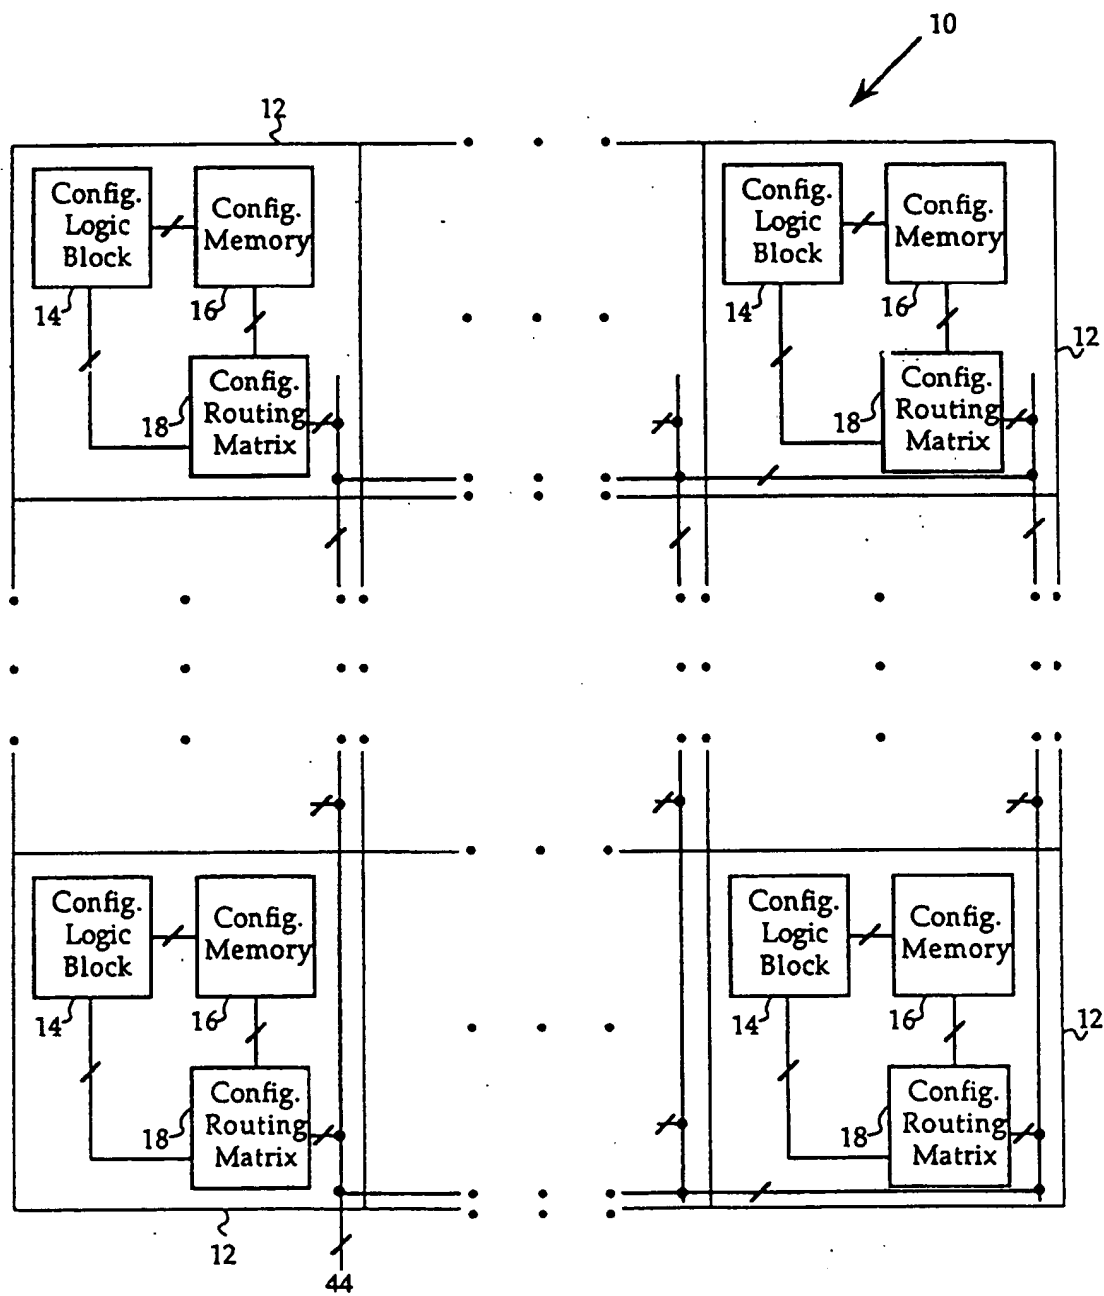 10
12
Config.
Logic
Block
Config.
Memory
14
16
Config.
Routing
Matrix
18
Config.
Logic
Block
Config.
Memory
14
16
12
Config.
Routing
Matrix
18
Config.
Logic
Block
Config.
Memory
14
16
Config.
Routing
Matrix
18
Config.
Logic
Block
Config.
Memory
14
16
12
Config.
Routing
Matrix
18
12
44